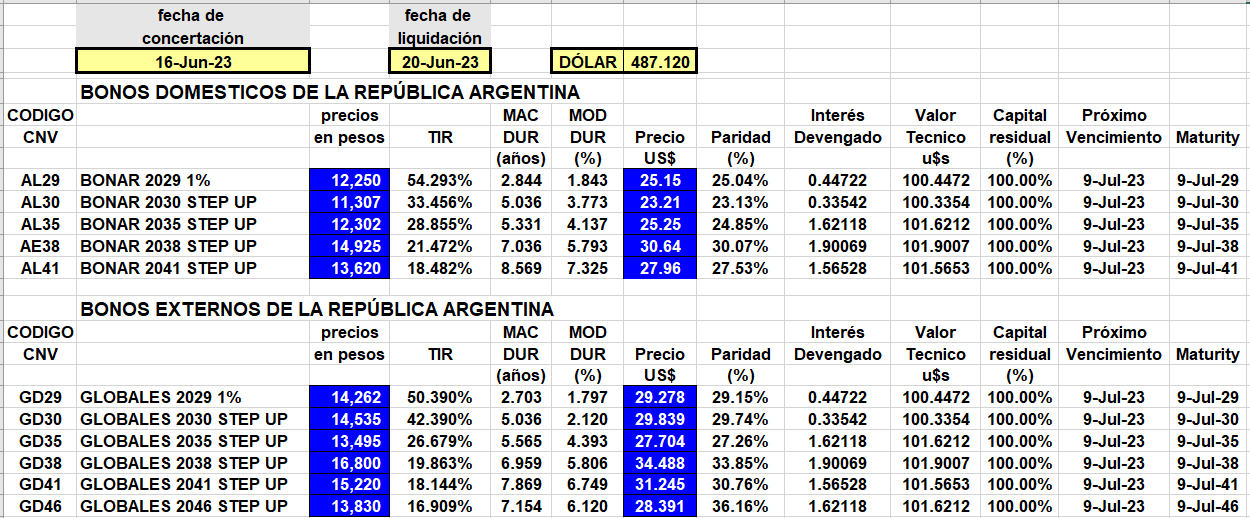 fecha de fecha de
concertación liquidación
16-Jun-23 20-Jun-23 DÓLAR 487.120
BONOS DOMESTICOS DE LA REPÚBLICA ARGENTINA
CODIGO precios MAC MOD Interés Valor Capital Próximo
CNV en pesos TIR DUR DUR Precio Paridad Devengado Tecnico residual Vencimiento Maturity
(años) (%) US$ (%) u$s (%)
AL29 BONAR 2029 1% 12,250 54.293% 2.844 1.843 25.15 25.04% 0.44722 100.4472 100.00% 9-Jul-23 9-Jul-29
AL30 BONAR 2030 STEP UP 11,307 33.456% 5.036 3.773 23.21 23.13% 0.33542 100.3354 100.00% 9-Jul-23 9-Jul-30
AL35 BONAR 2035 STEP UP 12,302 28.855% 5.331 4.137 25.25 24.85% 1.62118 101.6212 100.00% 9-Jul-23 9-Jul-35
AE38 BONAR 2038 STEP UP 14,925 21.472% 7.036 5.793 30.64 30.07% 1.90069 101.9007 100.00% 9-Jul-23 9-Jul-38
AL41 BONAR 2041 STEP UP 13,620 18.482% 8.569 7.325 27.96 27.53% 1.56528 101.5653 100.00% 9-Jul-23 9-Jul-41
BONOS EXTERNOS DE LA REPÚBLICA ARGENTINA
CODIGO precios MAC MOD Interés Valor Capital Próximo
CNV en pesos TIR DUR DUR Precio Paridad Devengado Tecnico residual Vencimiento Maturity
(años) (%) US$ (%) u$s (%)
GD29 GLOBALES 2029 1% 14,262 50.390% 2.703 1.797 29.278 29.15% 0.44722 100.4472 100.00% 9-Jul-23 9-Jul-29
GD30 GLOBALES 2030 STEP UP 14,535 42.390% 5.036 2.120 29.839 29.74% 0.33542 100.3354 100.00% 9-Jul-23 9-Jul-30
GD35 GLOBALES 2035 STEP UP 13,495 26.679% 5.565 4.393 27.704 27.26% 1.62118 101.6212 100.00% 9-Jul-23 9-Jul-35
GD38 GLOBALES 2038 STEP UP 16,800 19.863% 6.959 5.806 34.488 33.85% 1.90069 101.9007 100.00% 9-Jul-23 9-Jul-38
GD41 GLOBALES 2041 STEP UP 15,220 18.144% 7.869 6.749 31.245 30.76% 1.56528 101.5653 100.00% 9-Jul-23 9-Jul-41
GD46 GLOBALES 2046 STEP UP 13,830 16.909% 7.154 6.120 28.391 36.16% 1.62118 101.6212 100.00% 9-Jul-23 9-Jul-46